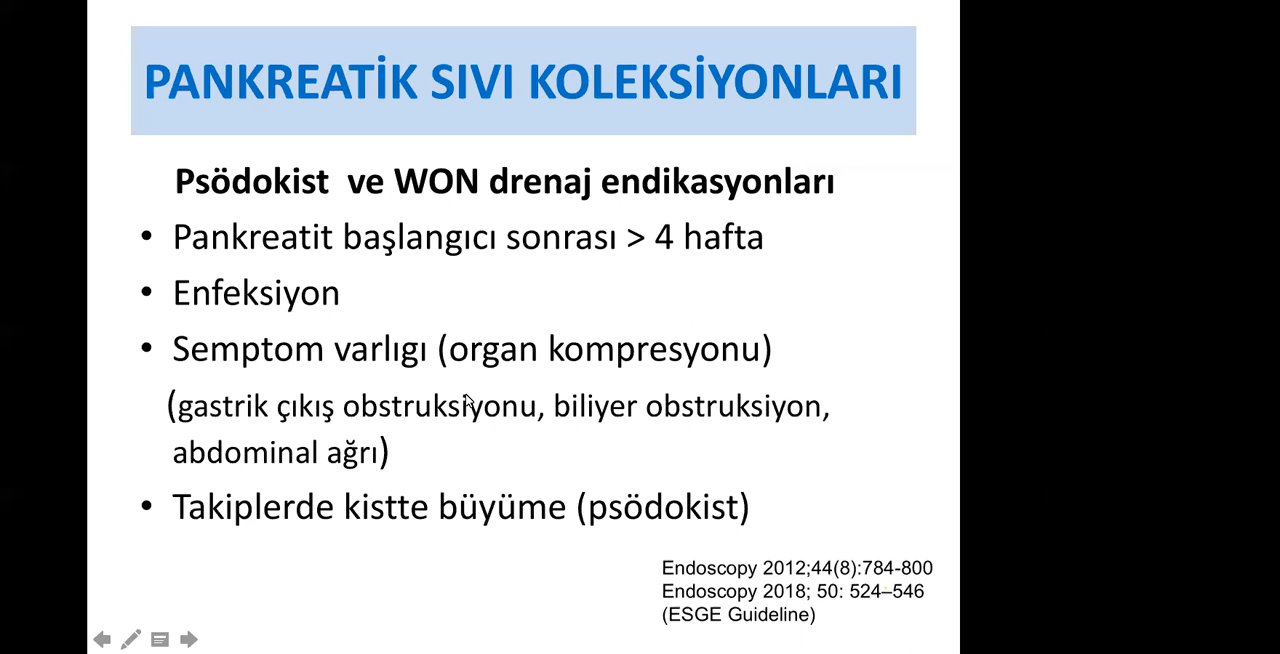 PANKREATİK SIVI KOLEKSİYONLARI
Psödokist ve WON drenaj endikasyonları
• Pankreatit başlangıcı sonrası > 4 hafta
• Enfeksiyon
• Semptom varlıgı (organ kompresyonu)
(gastrik çıkış obstruksiyonu, biliyer obstruksiyon,
abdominal ağrı)
• Takiplerde kistte büyüme (psödokist)
Endoscopy 2012;44(8):784-800
Endoscopy 2018; 50: 524–546
(ESGE Guideline)